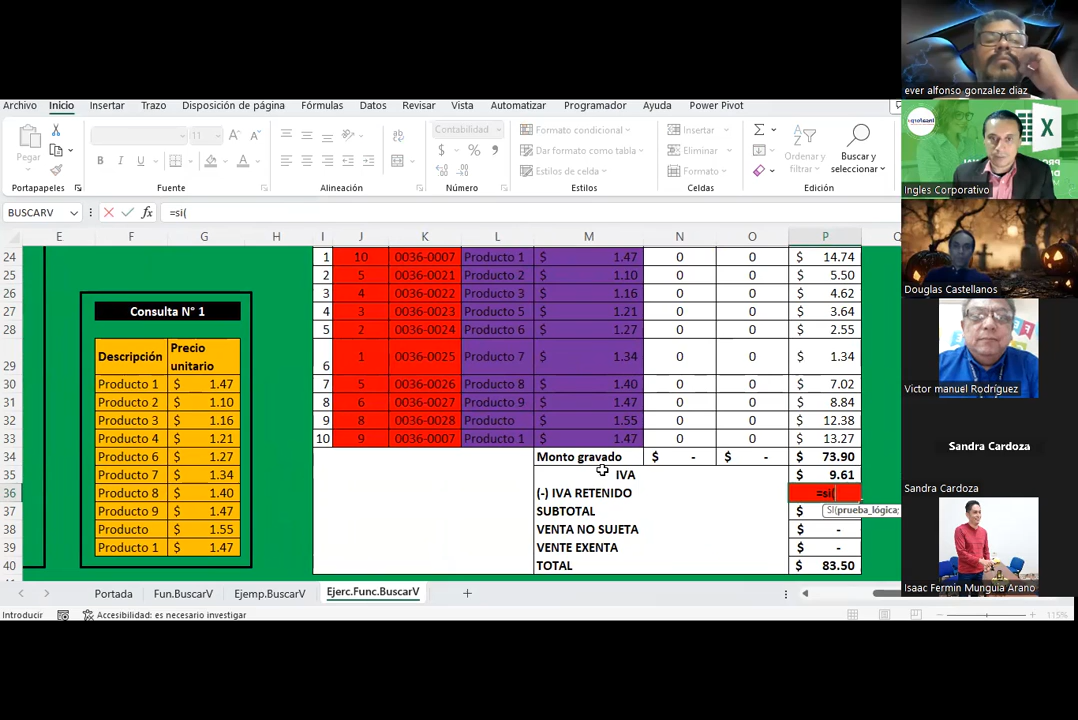 Archivo Inicio Insertar Trazo Disposición de página Fórmulas Datos Revisar Vista Automatizar Programador Ayuda Power Pivot
Pegar
11
N K S
Contabilidad
$ % 9
Formato condicional
Dar formato como tabla
Estilos de celda
Insertar
Eliminar
Formato
Ordenar y filtrar
Buscar y seleccionar
Portapapeles Fuente Alineación Número Estilos Celdas Edición
BUSCARV =si(
E F G H I J K L M N O P
24 1 10 0036-0007 Producto 1 $ 1.47 0 0 $ 14.74
25 2 5 0036-0021 Producto 2 $ 1.10 0 0 $ 5.50
26 3 4 0036-0022 Producto 3 $ 1.16 0 0 $ 4.62
27 4 3 0036-0023 Producto 5 $ 1.21 0 0 $ 3.64
28 5 2 0036-0024 Producto 6 $ 1.27 0 0 $ 2.55
29 6 1 0036-0025 Producto 7 $ 1.34 0 0 $ 1.34
30 7 5 0036-0026 Producto 8 $ 1.40 0 0 $ 7.02
31 8 6 0036-0027 Producto 9 $ 1.47 0 0 $ 8.84
32 9 8 0036-0028 Producto $ 1.55 0 0 $ 12.38
33 10 9 0036-0007 Producto 1 $ 1.47 0 0 $ 13.27
34 Monto gravado $ - $ - $ 73.90
35 IVA $ 9.61
36 (-) IVA RETENIDO =si(
SI(prueba_lógica;
37 SUBTOTAL $
38 VENTA NO SUJETA $ -
39 VENTE EXENTA $ -
40 TOTAL $ 83.50
Consulta N° 1
Descripción Precio unitario
Producto 1 $ 1.47
Producto 2 $ 1.10
Producto 3 $ 1.16
Producto 4 $ 1.21
Producto 6 $ 1.27
Producto 7 $ 1.34
Producto 8 $ 1.40
Producto 9 $ 1.47
Producto $ 1.55
Producto 1 $ 1.47
Portada Fun.BuscarV Ejemp.BuscarV Ejerc.Func.BuscarV
Introducir Accesibilidad: es necesario investigar 115%
ever alfonso gonzalez diaz
Ingles Corporativo
Douglas Castellanos
Victor manuel Rodríguez
Sandra Cardoza
Sandra Cardoza
Isaac Fermin Munguia Arano